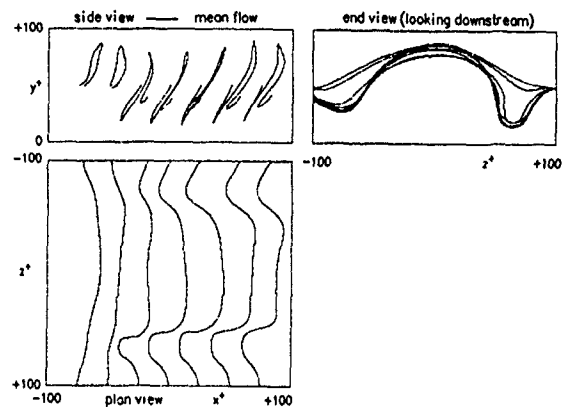 side view — mean flow
end view (looking downstream)
+100
y⁺
0
-100
z⁺
+100
-100
z⁺
+100
-100
plan view
x⁺
+100